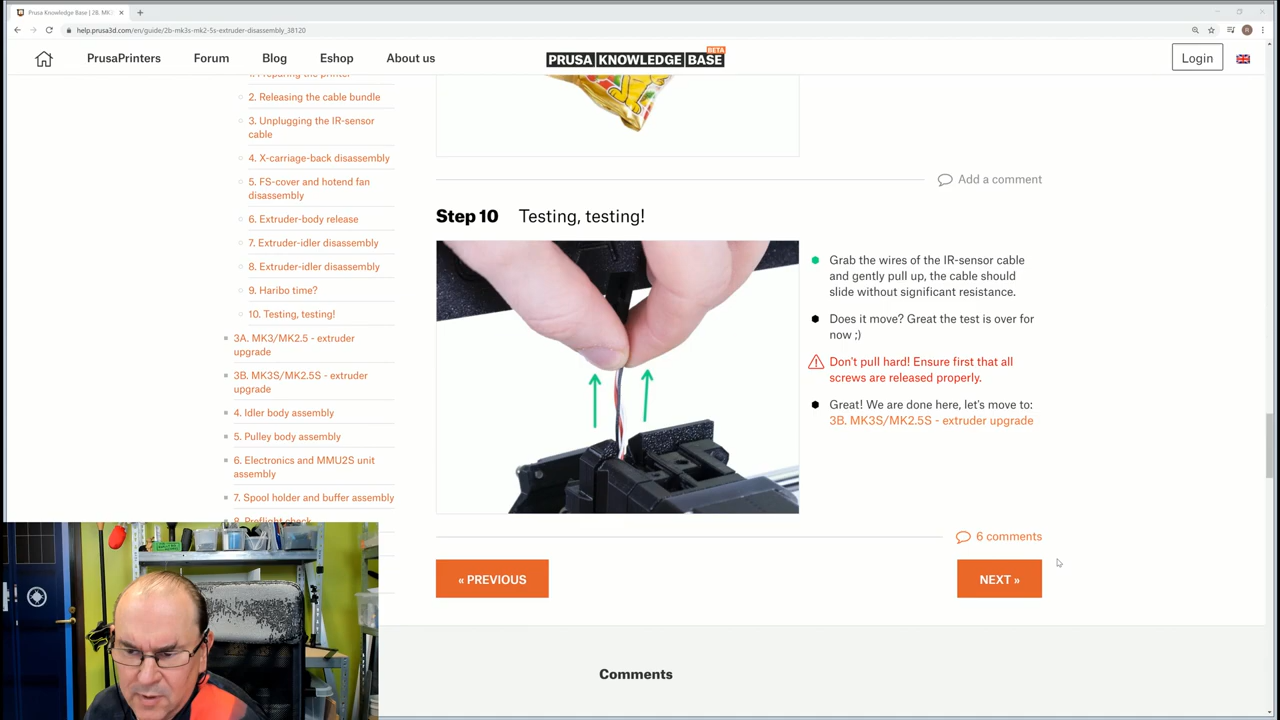 Prusa Knowledge Base | 2B. MK
help.prusa3d.com/en/guide/2b-mk3s-mk2-5s-extruder-disassembly_38120
PrusaPrinters
Forum
Blog
Eshop
About us
PRUSA KNOWLEDGE BASE
BETA
Login
1. Preparing the printer
2. Releasing the cable bundle
3. Unplugging the IR-sensor
cable
4. X-carriage-back disassembly
5. FS-cover and hotend fan
disassembly
6. Extruder-body release
7. Extruder-idler disassembly
8. Extruder-idler disassembly
9. Haribo time?
10. Testing, testing!
3A. MK3/MK2.5 - extruder
upgrade
3B. MK3S/MK2.5S - extruder
upgrade
4. Idler body assembly
5. Pulley body assembly
6. Electronics and MMU2S unit
assembly
7. Spool holder and buffer assembly
8. Preflight check
Add a comment
Step 10 Testing, testing!
Grab the wires of the IR-sensor cable
and gently pull up, the cable should
slide without significant resistance.
Does it move? Great the test is over for
now ;)
Don't pull hard! Ensure first that all
screws are released properly.
Great! We are done here, let's move to:
3B. MK3S/MK2.5S - extruder upgrade
6 comments
« PREVIOUS
NEXT »
Comments